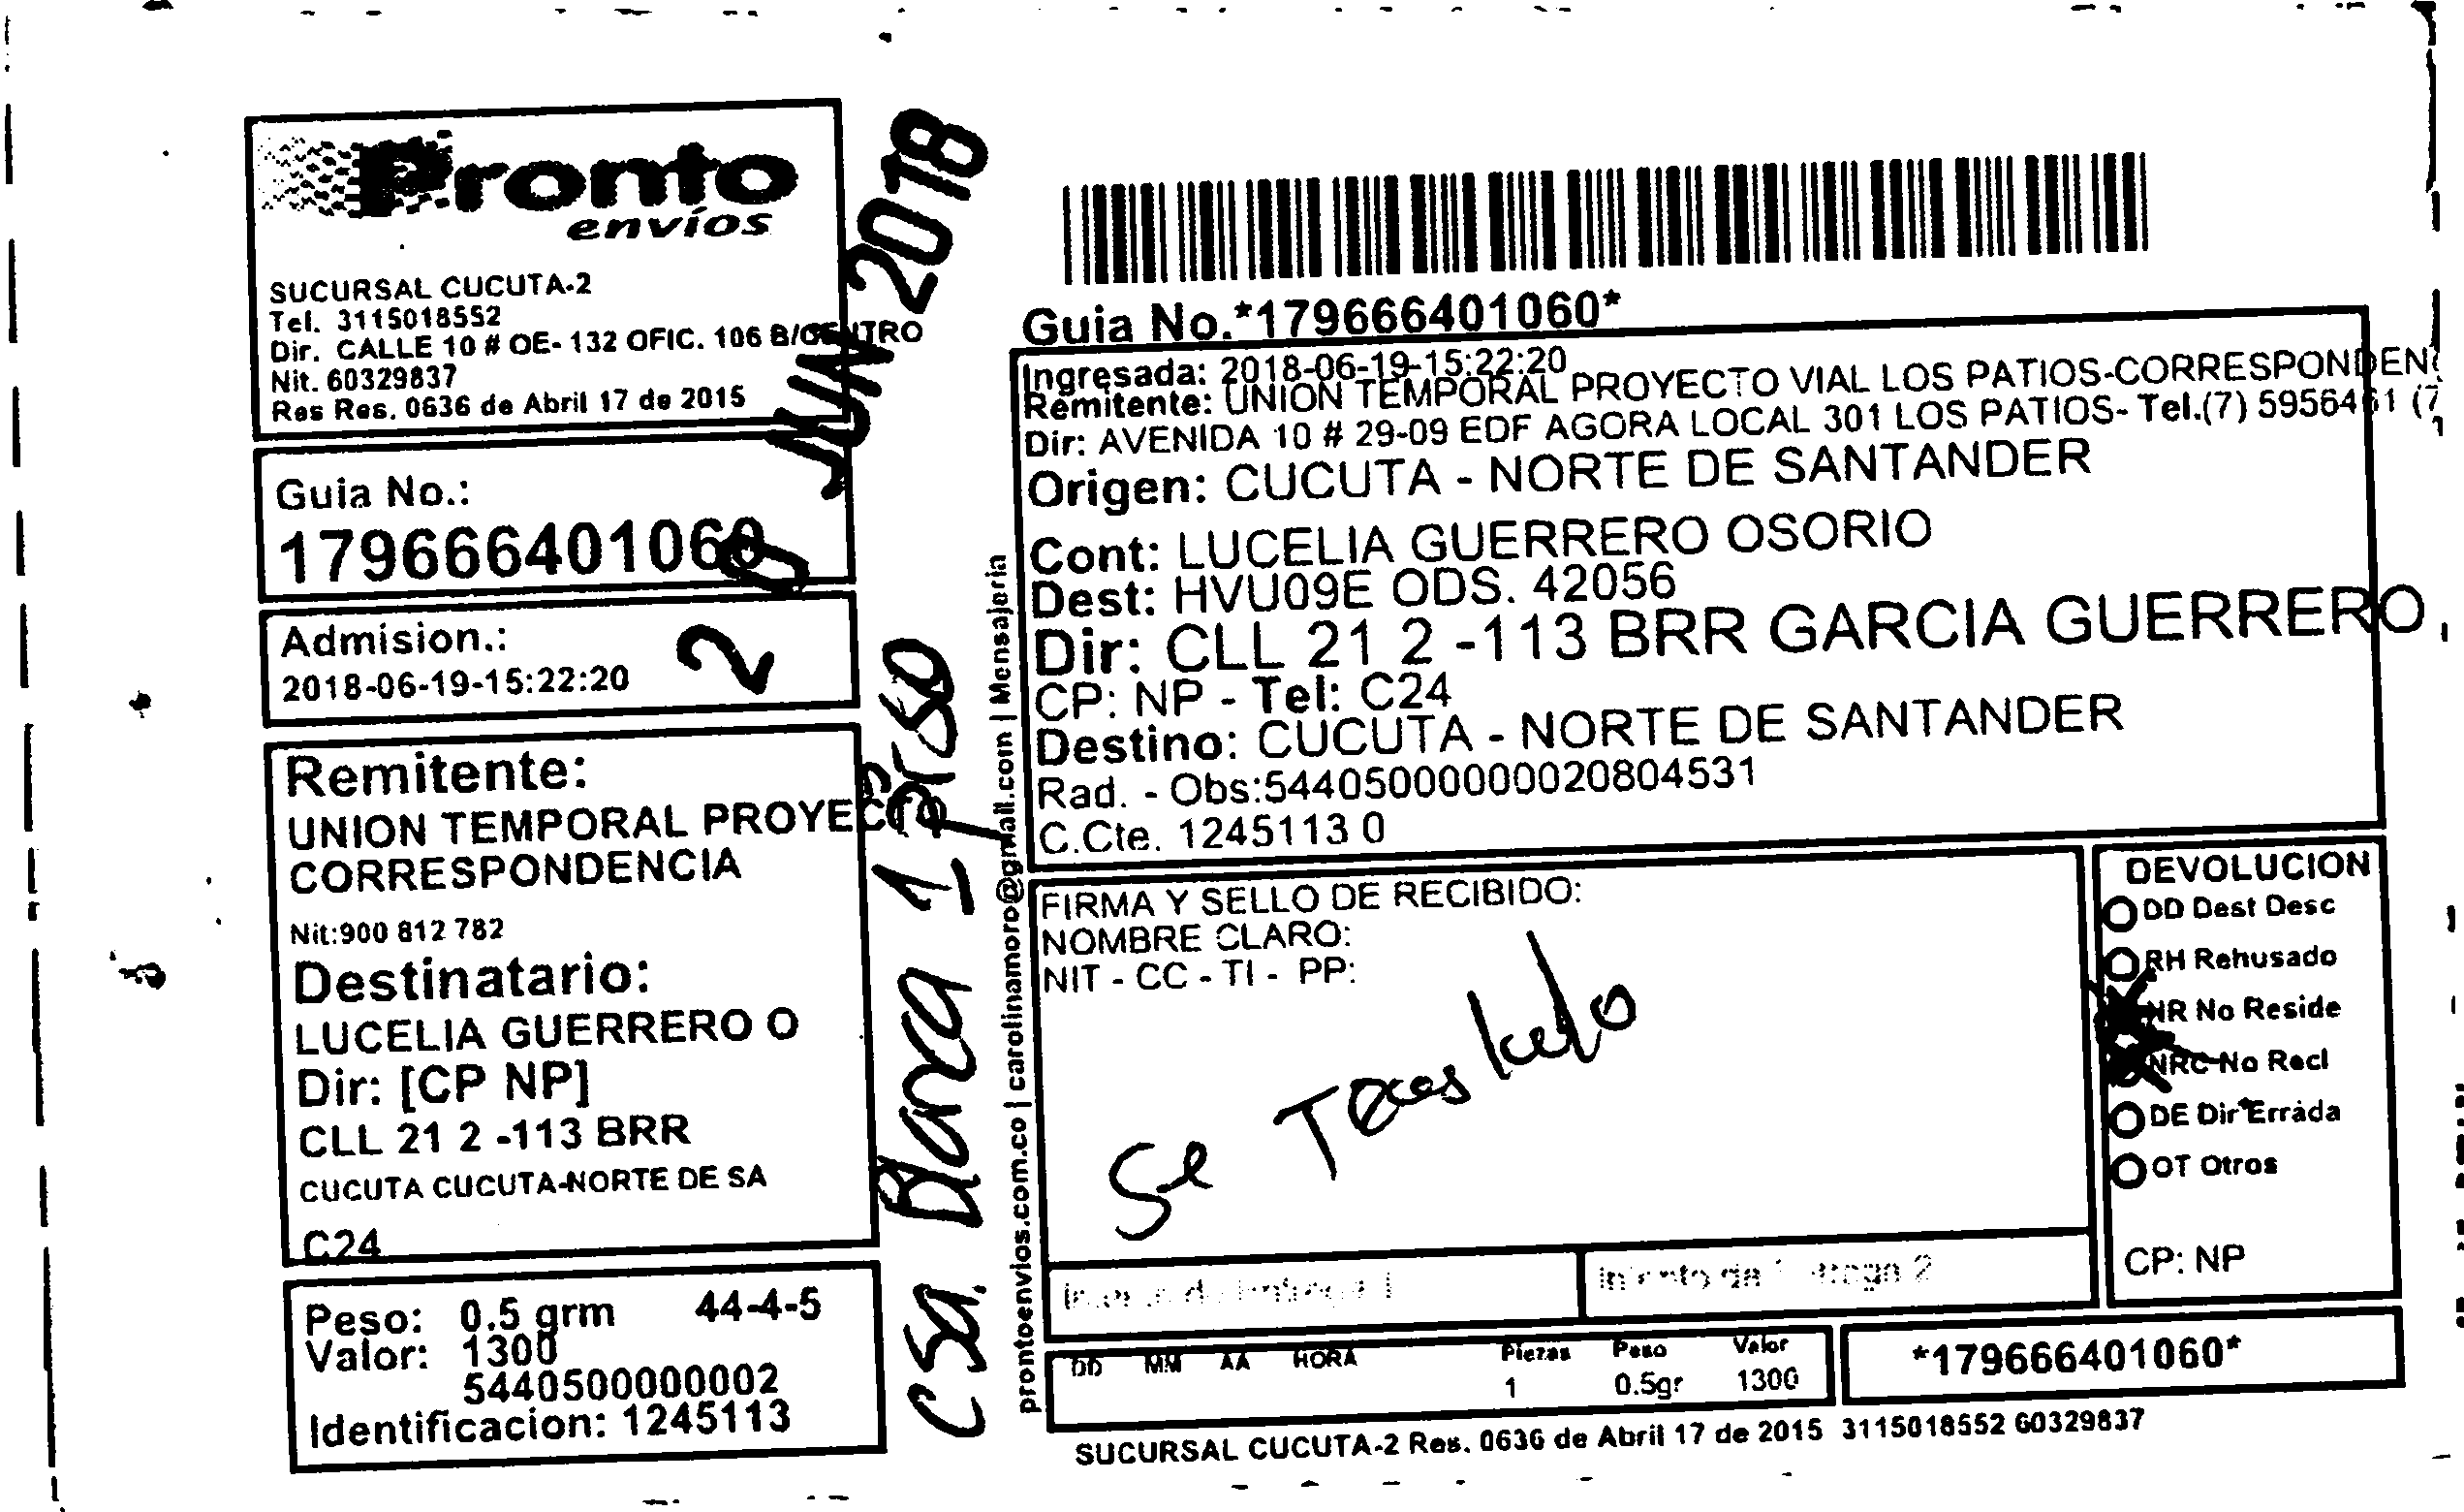 Pronto
envíos
SUCURSAL CUCUTA-2
Tel. 3115018552
Dir. CALLE 10 # OE- 132 OFIC. 106 B/CENTRO
Nit. 60329837
Res Res. 0636 de Abril 17 de 2015
Guia No.:
179666401060
Admision.:
2018-06-19-15:22:20
20 JUN 2018
Remitente:
UNION TEMPORAL PROYECTO
CORRESPONDENCIA
Nit:900 812 782
Destinatario:
LUCELIA GUERRERO O
Dir: [CP NP]
CLL 21 2 -113 BRR
CUCUTA CUCUTA-NORTE DE SA
C24
Peso: 0.5 grm 44-4-5
Valor: 1300
5440500000002
Identificacion: 1245113
csa. Blanca 1 Piso
prontoenvios.com.co | carolinamoro@gmail.com | Mensajeria
Guia No.*179666401060*
Ingresada: 2018-06-19-15:22:20
Remitente: UNION TEMPORAL PROYECTO VIAL LOS PATIOS-CORRESPONDENC
Dir: AVENIDA 10 # 29-09 EDF AGORA LOCAL 301 LOS PATIOS- Tel.(7) 5956461 (7
Origen: CUCUTA - NORTE DE SANTANDER
Cont: LUCELIA GUERRERO OSORIO
Dest: HVU09E ODS. 42056
Dir: CLL 21 2 -113 BRR GARCIA GUERRERO,
CP: NP - Tel: C24
Destino: CUCUTA - NORTE DE SANTANDER
Rad. - Obs:54405000000020804531
C.Cte. 1245113 0
FIRMA Y SELLO DE RECIBIDO:
NOMBRE CLARO:
NIT - CC - TI - PP:
Se
DEVOLUCION
DD Dest Desc
RH Rehusado
NR No Reside
NRC No Recl
DE Dir Errada
OT Otros
CP: NP
Intento de Entrega 1
Intento de Entrega 2
DD MM AA HORA Piezas Peso Valor
1 0.5gr 1300
*179666401060*
SUCURSAL CUCUTA-2 Res. 0636 de Abril 17 de 2015 3115018552 60329837